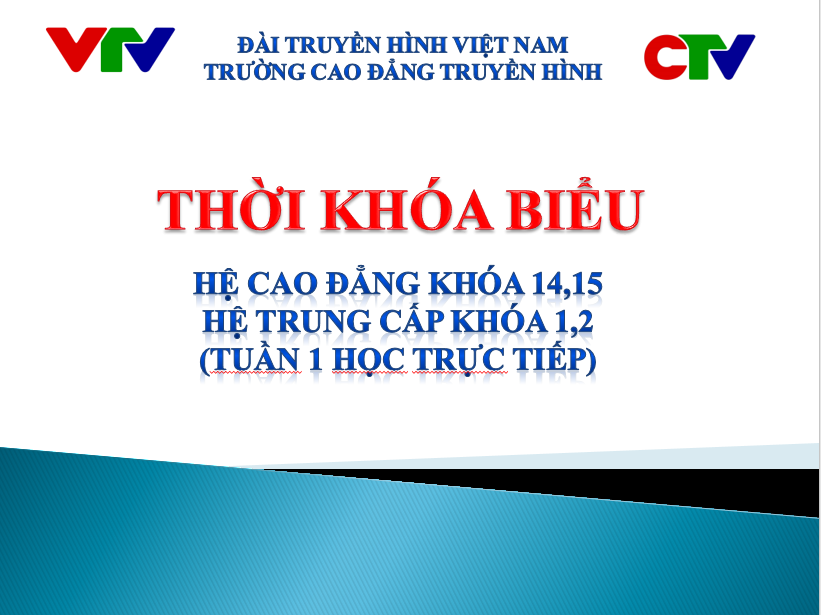 VTV
ĐÀI TRUYỀN HÌNH VIỆT NAM
TRƯỜNG CAO ĐẲNG TRUYỀN HÌNH
CTV
THỜI KHÓA BIỂU
HỆ CAO ĐẲNG KHÓA 14,15
HỆ TRUNG CẤP KHÓA 1,2
(TUẦN 1 HỌC TRỰC TIẾP)